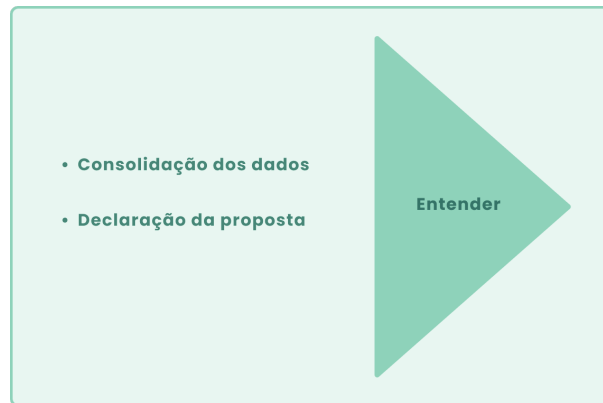 • Consolidação dos dados
• Declaração da proposta
Entender